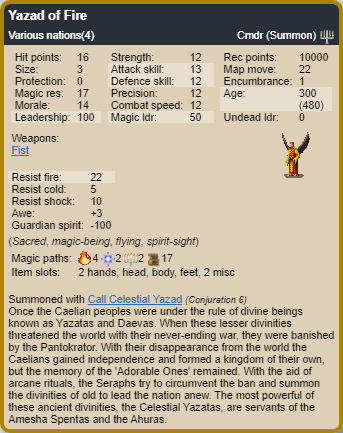 Yazad of Fire
Various nations(4) Cmdr (Summon)
Hit points: 16 Strength: 12 Rec points: 10000
Size: 3 Attack skill: 13 Map move: 22
Protection: 0 Defence skill: 12 Encumbrance: 1
Magic res: 17 Precision: 12 Age: 300
Morale: 14 Combat speed: 12 (480)
Leadership: 100 Magic ldr: 50 Undead ldr: 0
Weapons:
Fist
Resist fire: 22
Resist cold: 5
Resist shock: 10
Awe: +3
Guardian spirit: -100
(Sacred, magic-being, flying, spirit-sight)
Magic paths: 4 2 2 17
Item slots: 2 hands, head, body, feet, 2 misc
Summoned with Call Celestial Yazad (Conjuration 6)
Once the Caelian peoples were under the rule of divine beings
known as Yazatas and Daevas. When these lesser divinities
threatened the world with their never-ending war, they were banished
by the Pantokrator. With their disappearance from the world the
Caelians gained independence and formed a kingdom of their own,
but the memory of the 'Adorable Ones' remained. With the aid of
arcane rituals, the Seraphs try to circumvent the ban and summon
the divinities of old to lead the nation anew. The most powerful of
these ancient divinities, the Celestial Yazatas, are servants of the
Amesha Spentas and the Ahuras.